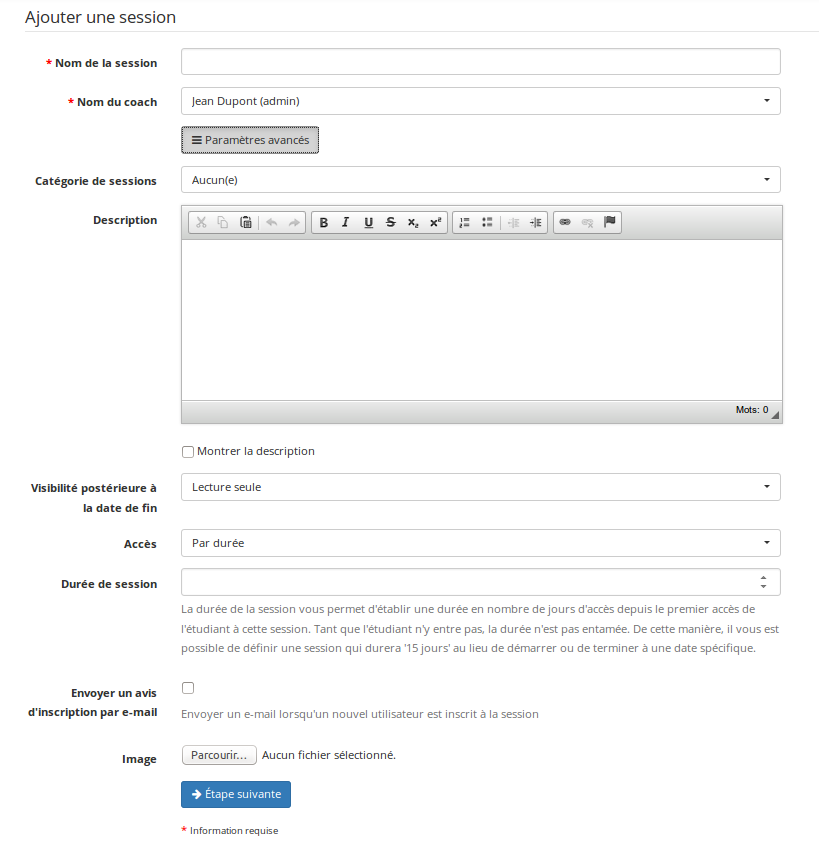 Ajouter une session
* Nom de la session
* Nom du coach
Jean Dupont (admin)
Paramètres avancés
Catégorie de sessions
Aucun(e)
Description
B I U S x₂ x²
Mots: 0
Montrer la description
Visibilité postérieure à
la date de fin
Lecture seule
Accès
Par durée
Durée de session
La durée de la session vous permet d'établir une durée en nombre de jours d'accès depuis le premier accès de
l'étudiant à cette session. Tant que l'étudiant n'y entre pas, la durée n'est pas entamée. De cette manière, il vous est
possible de définir une session qui durera '15 jours' au lieu de démarrer ou de terminer à une date spécifique.
Envoyer un avis
d'inscription par e-mail
Envoyer un e-mail lorsqu'un nouvel utilisateur est inscrit à la session
Image
Parcourir... Aucun fichier sélectionné.
Étape suivante
* Information requise